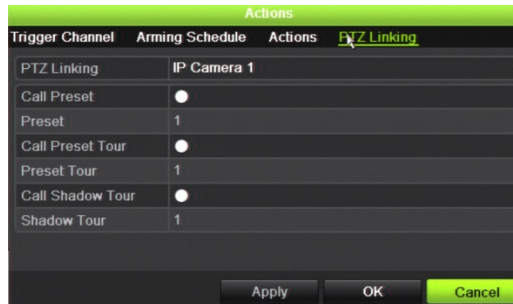 Actions
Trigger Channel Arming Schedule Actions PTZ Linking
PTZ Linking IP Camera 1
Call Preset
Preset 1
Call Preset Tour
Preset Tour 1
Call Shadow Tour
Shadow Tour 1
Apply OK Cancel